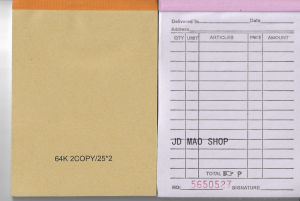 64K 2COPY/25*2
Delivered To Date
QTY UNIT ARTICLES PRICE AMOUNT
JD MAO SHOP
TOTAL P
NO: 5650527 SIGNATURE